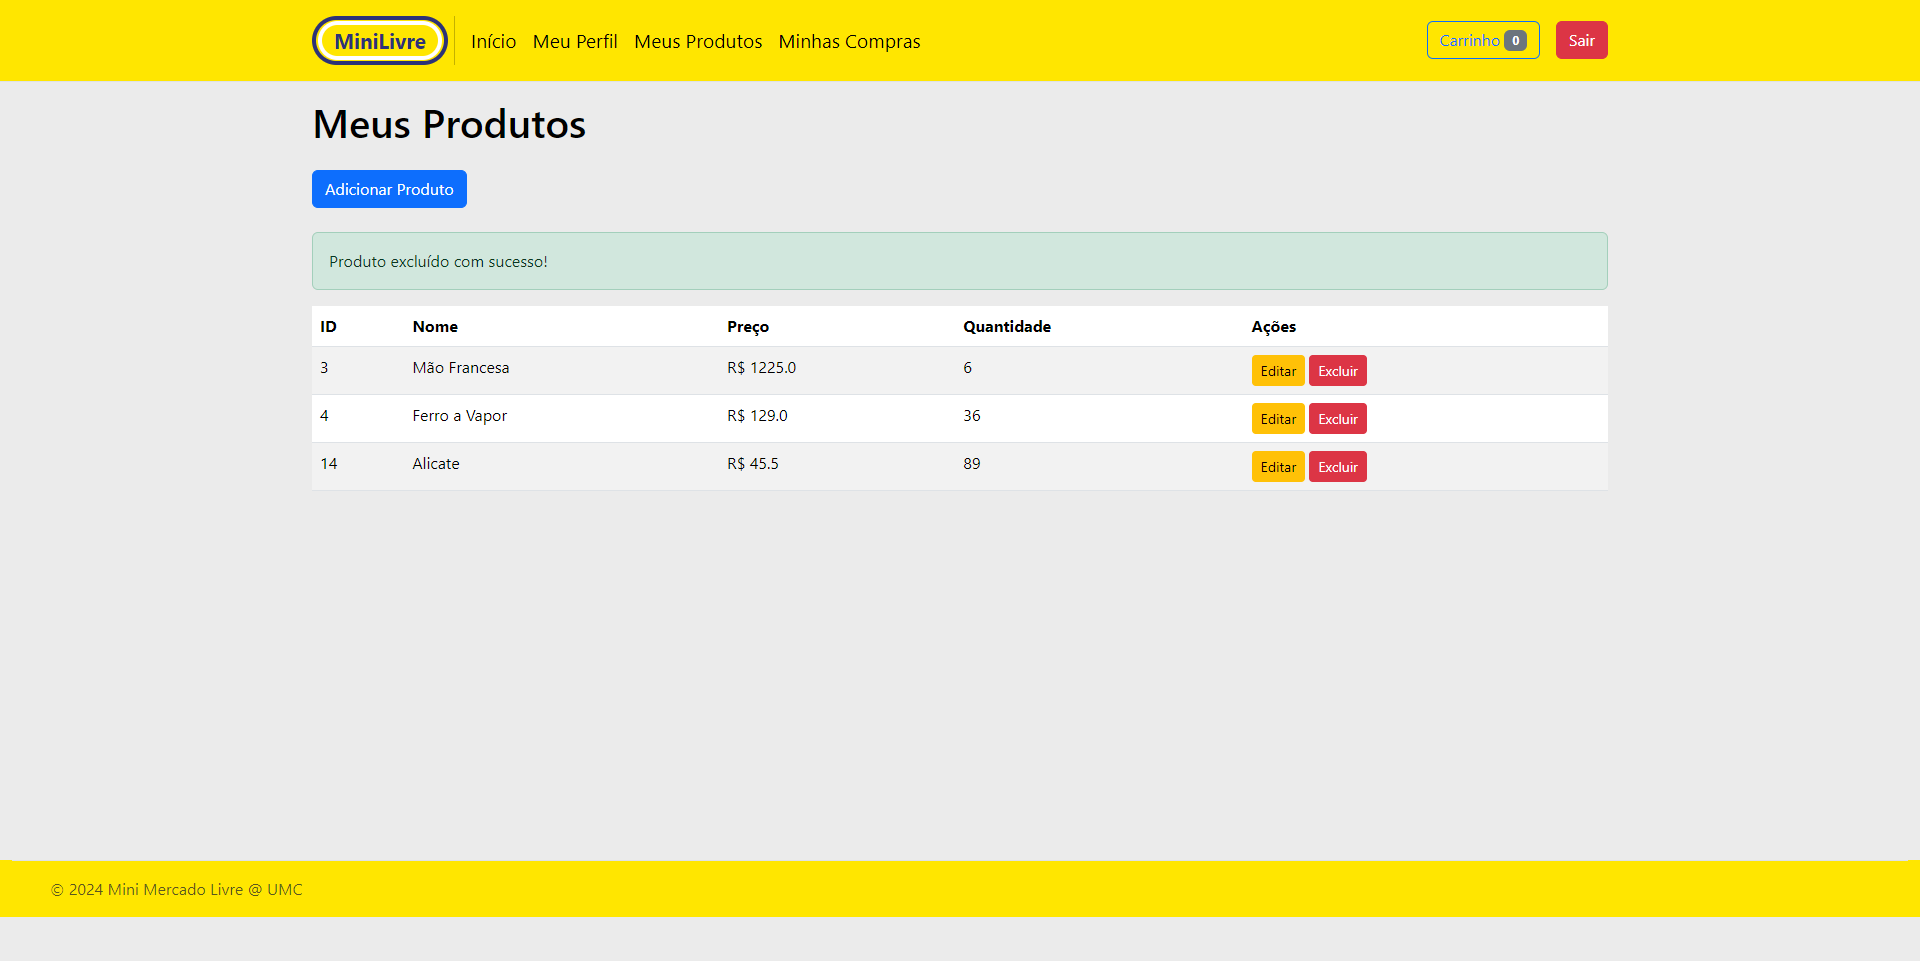 MiniLivre Início Meu Perfil Meus Produtos Minhas Compras Carrinho 0 Sair
Meus Produtos
Adicionar Produto
Produto excluído com sucesso!
ID Nome Preço Quantidade Ações
3 Mão Francesa R$ 1225.0 6 Editar Excluir
4 Ferro a Vapor R$ 129.0 36 Editar Excluir
14 Alicate R$ 45.5 89 Editar Excluir
© 2024 Mini Mercado Livre @ UMC